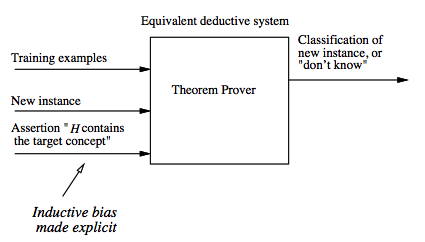 Equivalent deductive system
Classification of
new instance, or
"don't know"
Training examples
Theorem Prover
New instance
Assertion " H contains
the target concept"
Inductive bias
made explicit